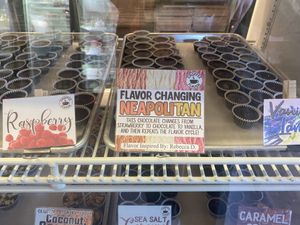 Raspberry
FLAVOR CHANGING
NEAPOLITAN
THIS CHOCOLATE CHANGES FROM
STRAWBERRY TO CHOCOLATE TO VANILLA,
AND THEN REPEATS THE FLAVOR CYCLE!
Flavor Inspired By: Rebecca D.
Coconut
SEA SALT
CARAMEL